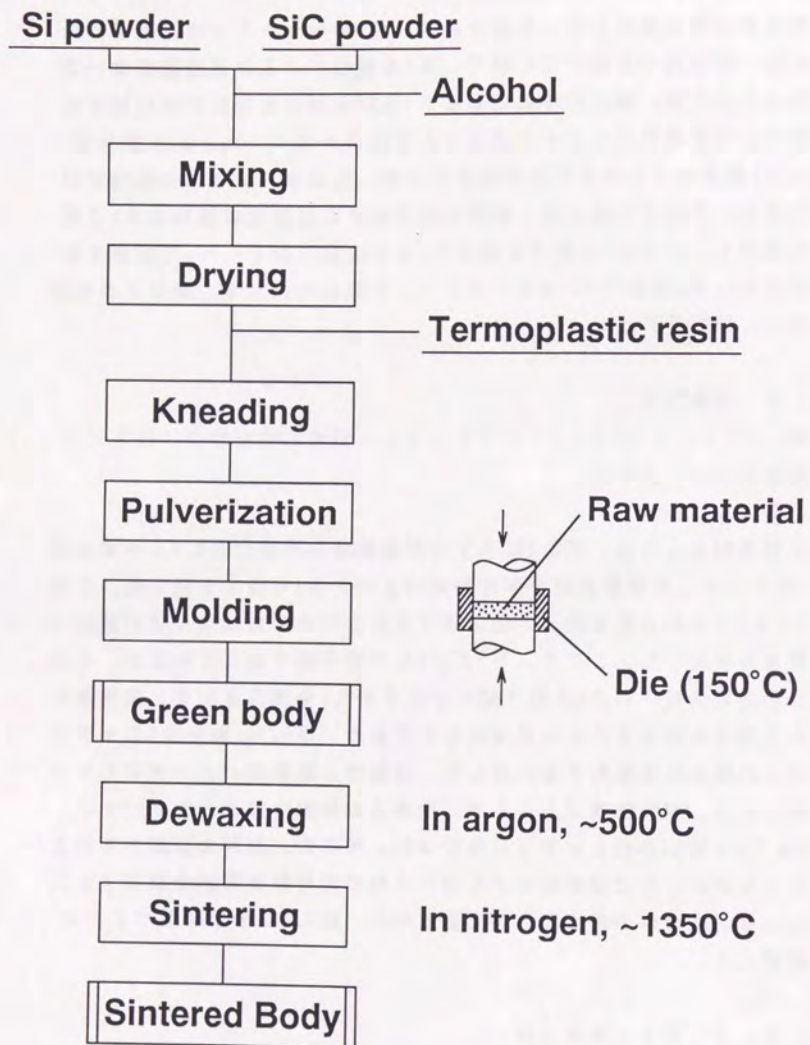 Si powder SiC powder
Alcohol
Mixing
Drying
Termoplastic resin
Kneading
Pulverization
Raw material
Molding
Die (150°C)
Green body
Dewaxing In argon, ~500°C
Sintering In nitrogen, ~1350°C
Sintered Body